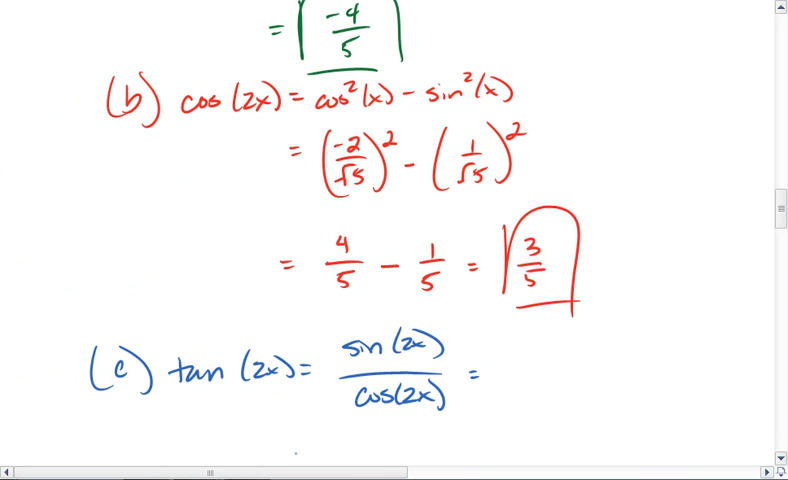 = -4/5
(b) cos(2x) = cos²(x) - sin²(x)
= (-2/√5)² - (1/√5)²
= 4/5 - 1/5 = 3/5
(c) tan(2x) = sin(2x)/cos(2x) =